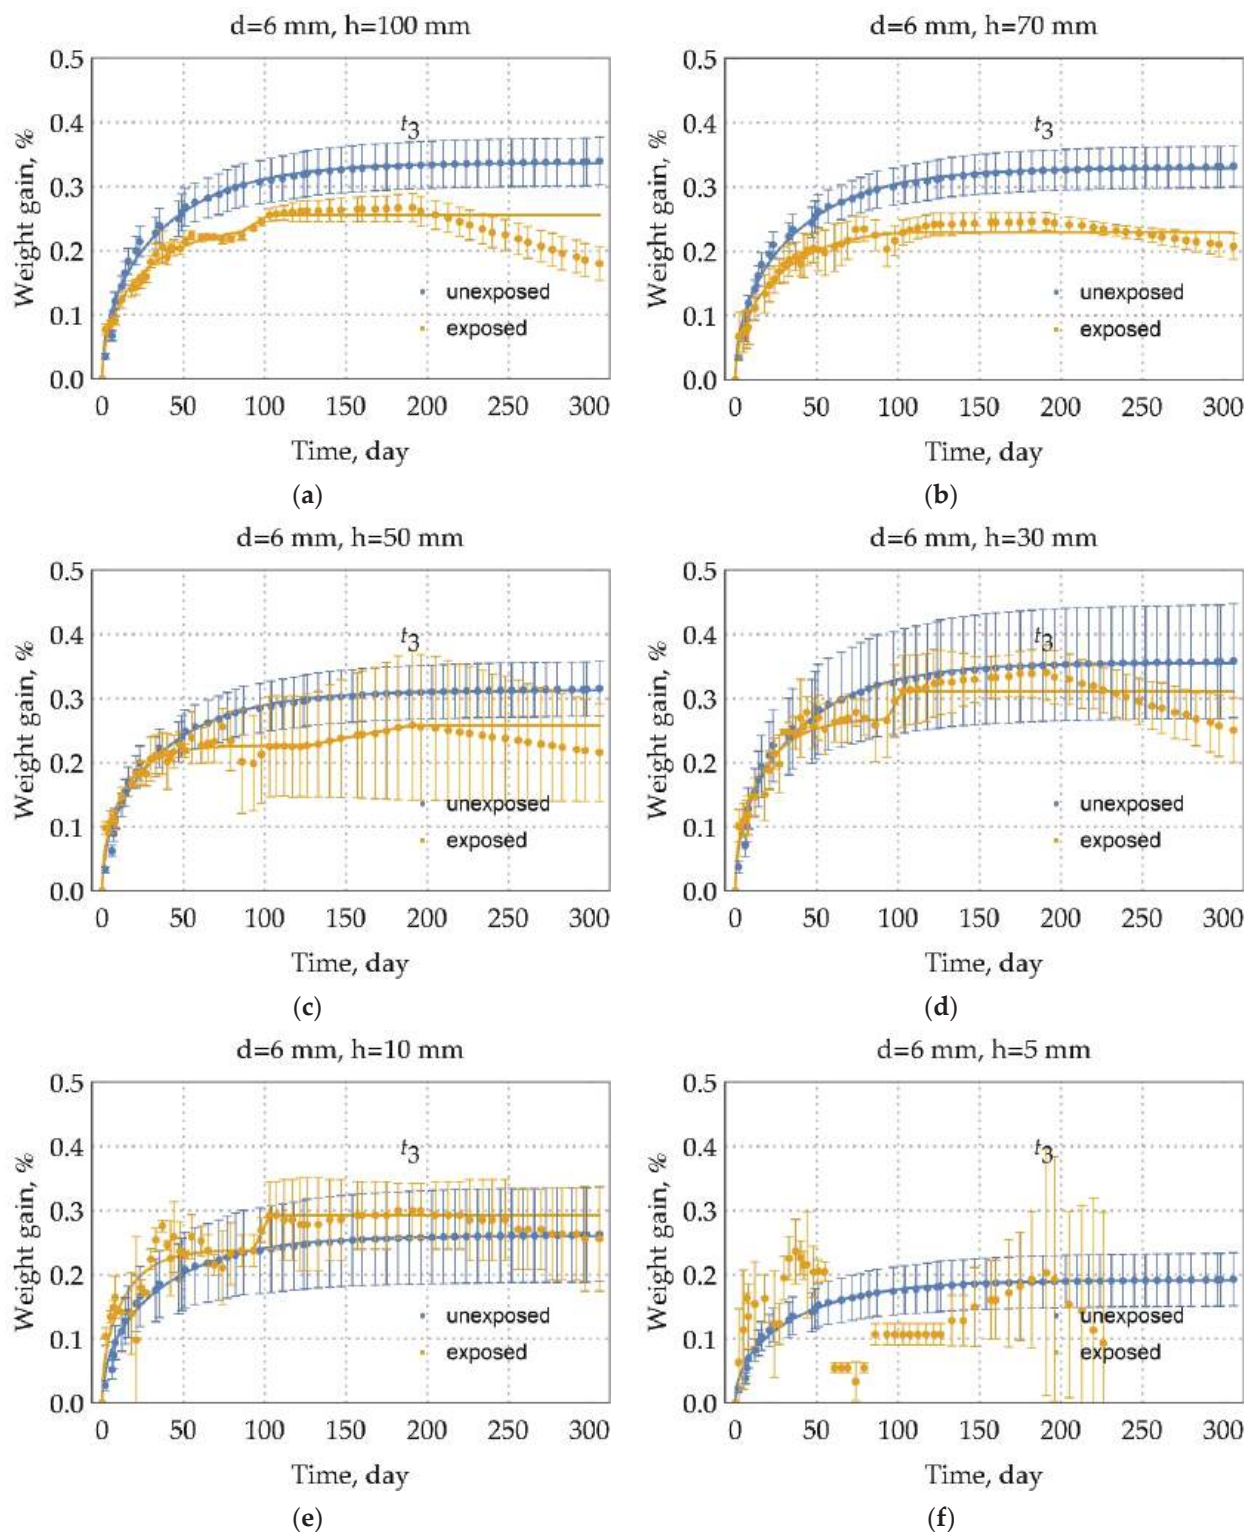 d=6 mm, h=100 mm
d=6 mm, h=70 mm
Weight gain, %
0.5
0.4
0.3
0.2
0.1
0.0
t3
unexposed
exposed
0 50 100 150 200 250 300
Time, day
(a)
Weight gain, %
0.5
0.4
0.3
0.2
0.1
0.0
t3
unexposed
exposed
0 50 100 150 200 250 300
Time, day
(b)
d=6 mm, h=50 mm
d=6 mm, h=30 mm
Weight gain, %
0.5
0.4
0.3
0.2
0.1
0.0
t3
unexposed
exposed
0 50 100 150 200 250 300
Time, day
(c)
Weight gain, %
0.5
0.4
0.3
0.2
0.1
0.0
t3
unexposed
exposed
0 50 100 150 200 250 300
Time, day
(d)
d=6 mm, h=10 mm
d=6 mm, h=5 mm
Weight gain, %
0.5
0.4
0.3
0.2
0.1
0.0
t3
unexposed
exposed
0 50 100 150 200 250 300
Time, day
(e)
Weight gain, %
0.5
0.4
0.3
0.2
0.1
0.0
t3
unexposed
exposed
0 50 100 150 200 250 300
Time, day
(f)